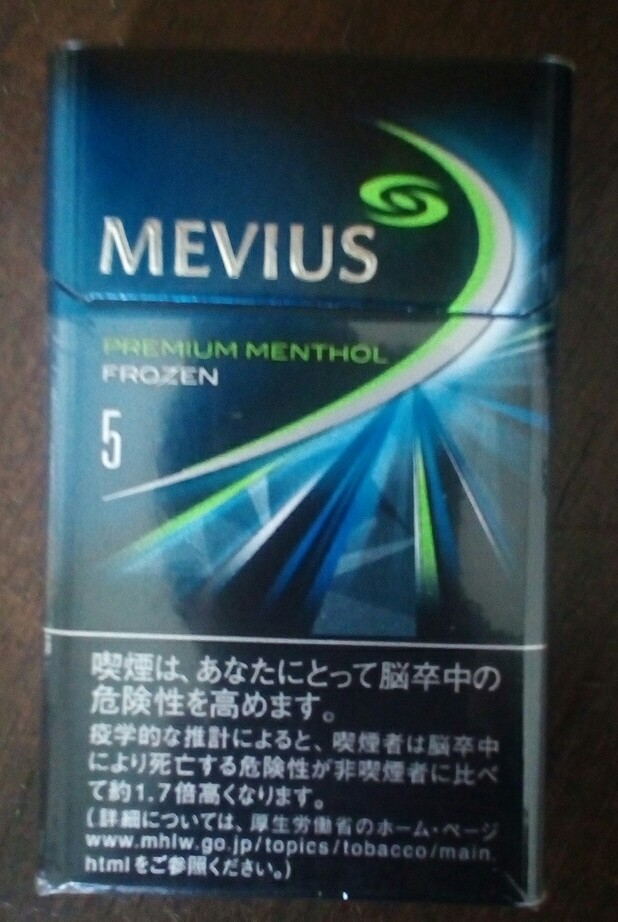 MEVIUS
PREMIUM MENTHOL
FROZEN
5
喫煙は、あなたにとって脳卒中の
危険性を高めます。
疫学的な推計によると、喫煙者は脳卒中
により死亡する危険性が非喫煙者に比べ
て約1.7倍高くなります。
(詳細については、厚生労働省のホーム・ページ
www.mhlw.go.jp/topics/tobacco/main.
htmlをご参照ください。)